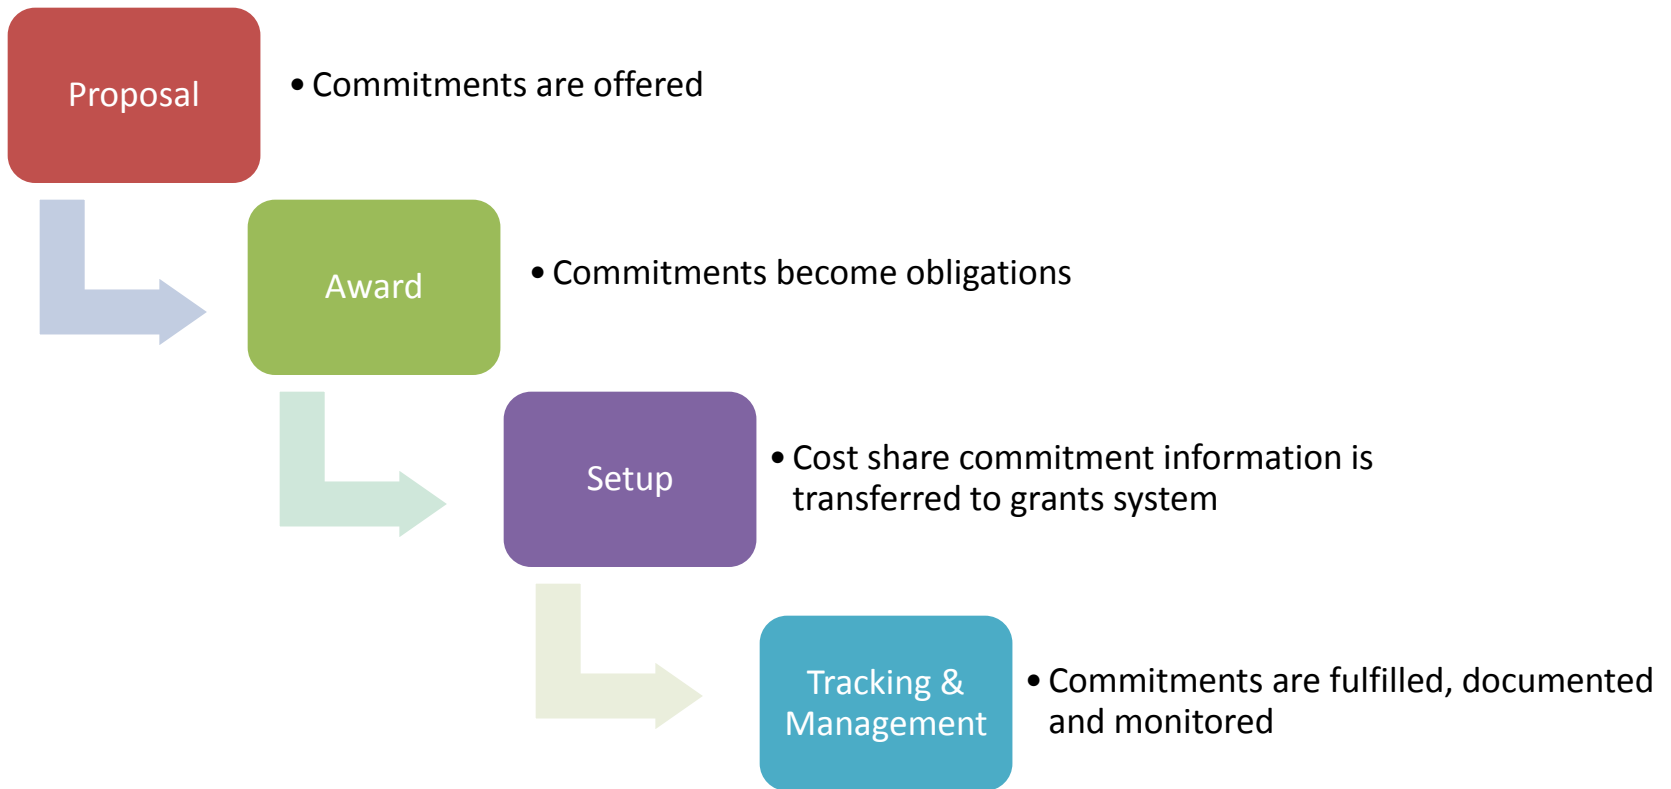 Proposal
• Commitments are offered
Award
• Commitments become obligations
Setup
• Cost share commitment information is
transferred to grants system
Tracking &
Management
• Commitments are fulfilled, documented
and monitored